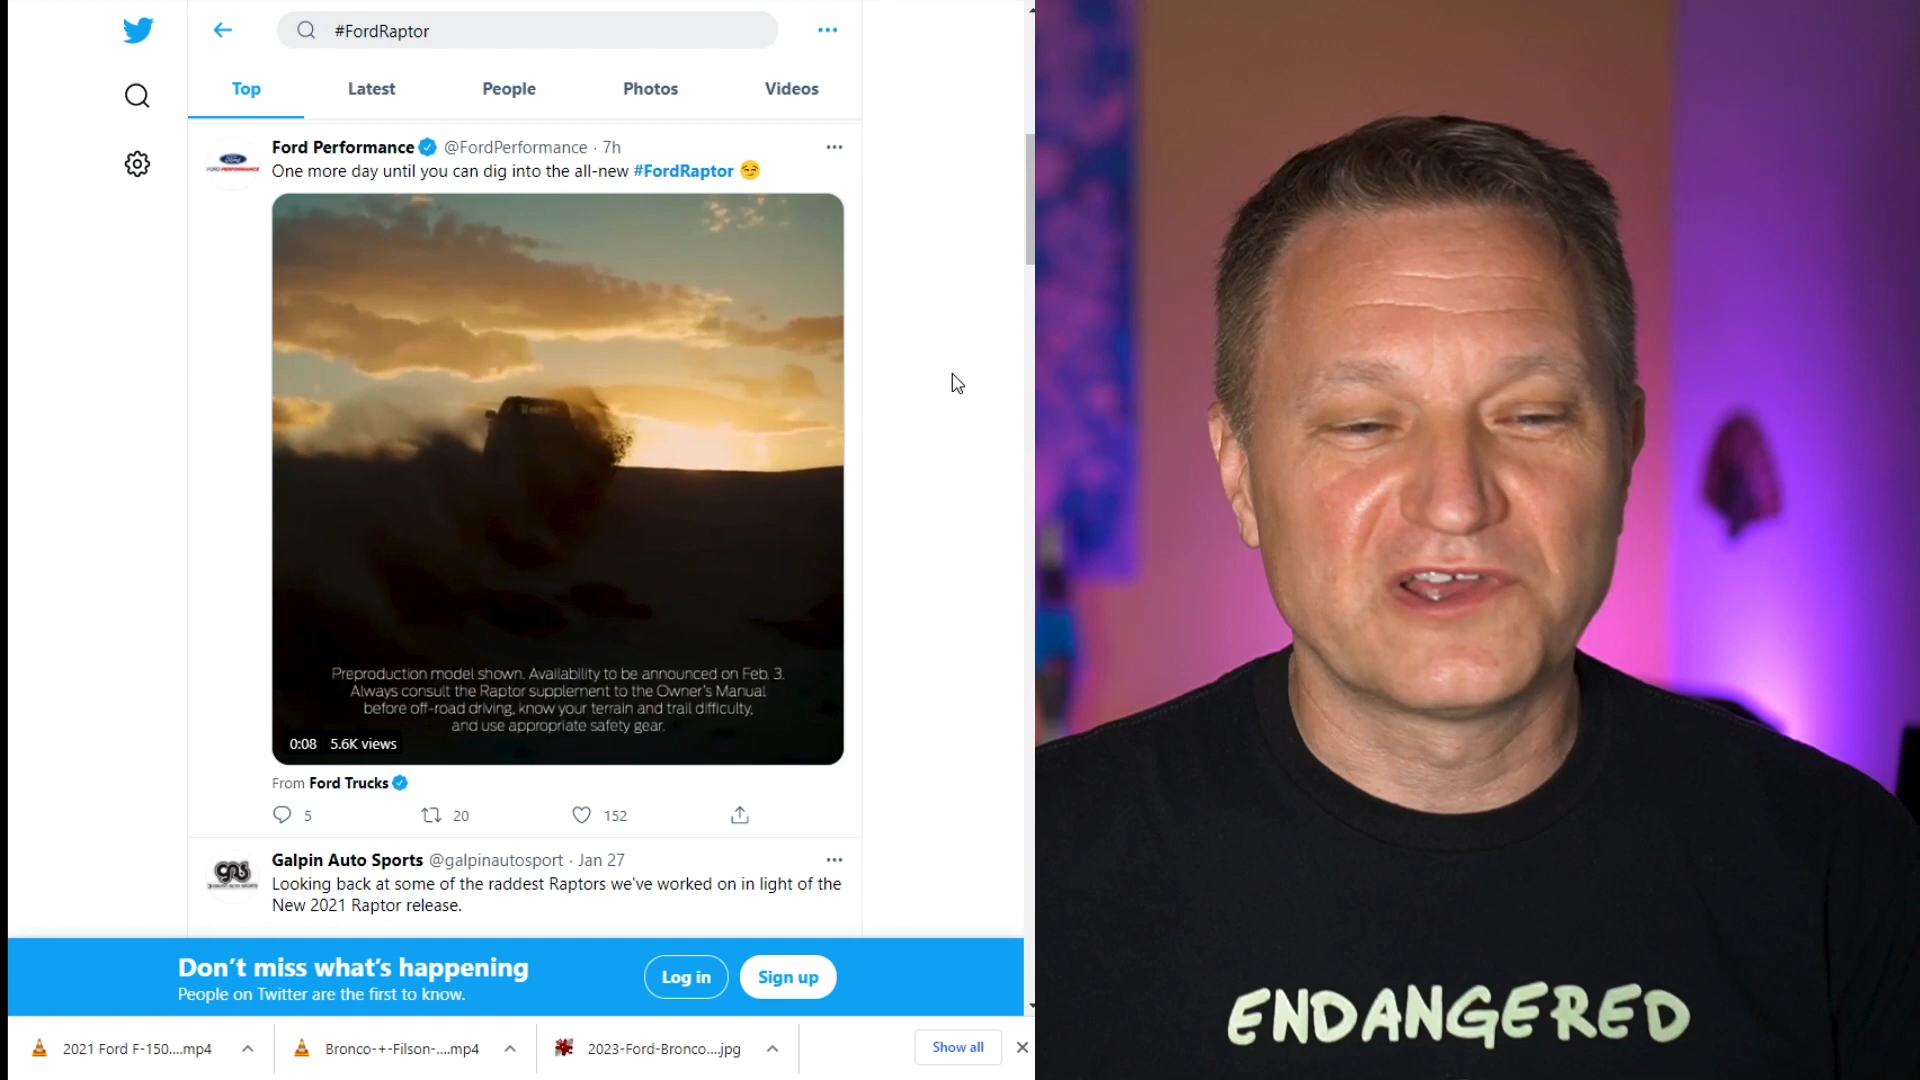 #FordRaptor
Top Latest People Photos Videos
Ford Performance @FordPerformance · 7h
One more day until you can dig into the all-new #FordRaptor 😏
Preproduction model shown. Availability to be announced on Feb. 3.
Always consult the Raptor supplement to the Owner's Manual
before off-road driving, know your terrain and trail difficulty,
and use appropriate safety gear.
0:08 5.6K views
From Ford Trucks
5 20 152
Galpin Auto Sports @galpinautosport · Jan 27
Looking back at some of the raddest Raptors we've worked on in light of the
New 2021 Raptor release.
Don't miss what's happening
People on Twitter are the first to know.
Log in Sign up
2021 Ford F-150....mp4 Bronco-+-Filson-....mp4 2023-Ford-Bronco....jpg Show all
ENDANGERED